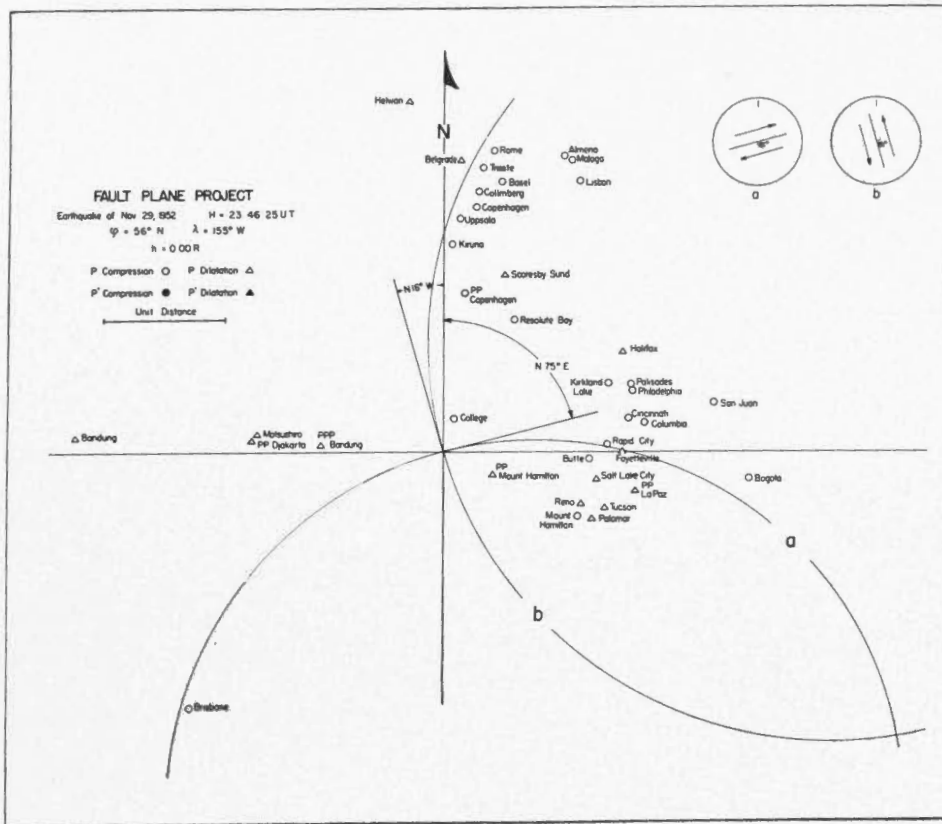 FAULT PLANE PROJECT
Earthquake of Nov 29, 1952 H = 23 46 25 UT
φ = 56° N λ = 155° W
h = 0.00 R
P Compression ○ P Dilatation △
P' Compression ● P' Dilatation ▲
Unit Distance
N
Helwan
Belgrade
Rome
Trieste
Basel
Collmberg
Copenhagen
Uppsala
Kiruna
Almeria
Malaga
Lisbon
Scoresby Sund
PP
Copenhagen
Resolute Bay
N 75° E
Halifax
Kirkland
Lake
Palisades
Philadelphia
San Juan
Cincinnati
Columbia
College
Rapid City
Fayetteville
Butte
Bandung
Matsushiro
PP Djakarta
PPP
Bandung
PP
Mount Hamilton
Salt Lake City
PP
La Paz
Bogota
Reno
Tucson
Mount
Hamilton
Palomar
a
b
Brisbane
a
b